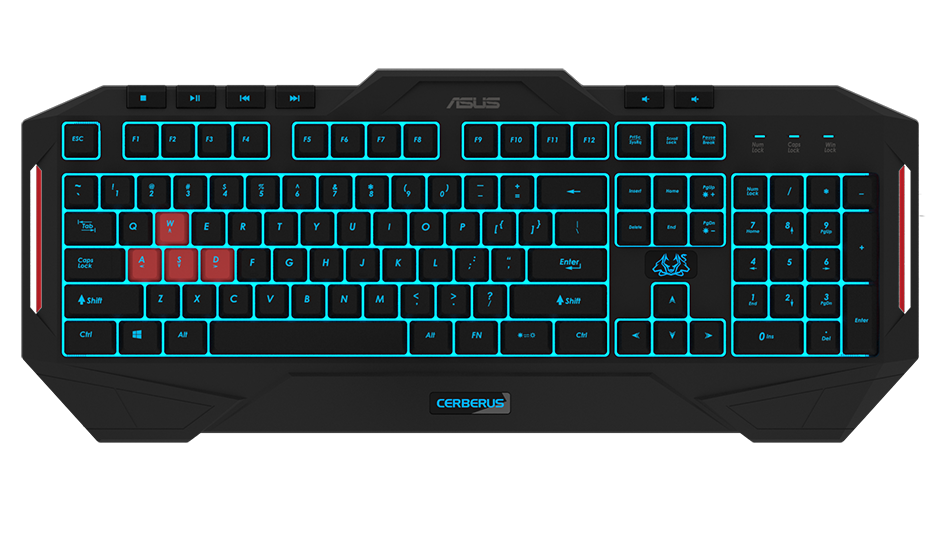 ASUS
ESC F1 F2 F3 F4 F5 F6 F7 F8 F9 F10 F11 F12 PrtSc SysRq Scroll Lock Pause Break
Num Lock Caps Lock Win Lock
~ ` ! 1 @ 2 # 3 $ 4 % 5 ^ 6 & 7 * 8 ( 9 ) 0 — - + = ← Insert Home PgUp + Num Lock / * –
Tab Q W E R T Y U I O P { [ } ] | \ Delete End PgDn – 7 Home 8 9 PgUp +
Caps Lock A S D F G H J K L : ; " , Enter 4 5 6
Shift Z X C V B N M < , > . ? / Shift 1 End 2 3 PgDn Enter
Ctrl Alt Alt FN Ctrl 0 Ins . Del
CERBERUS